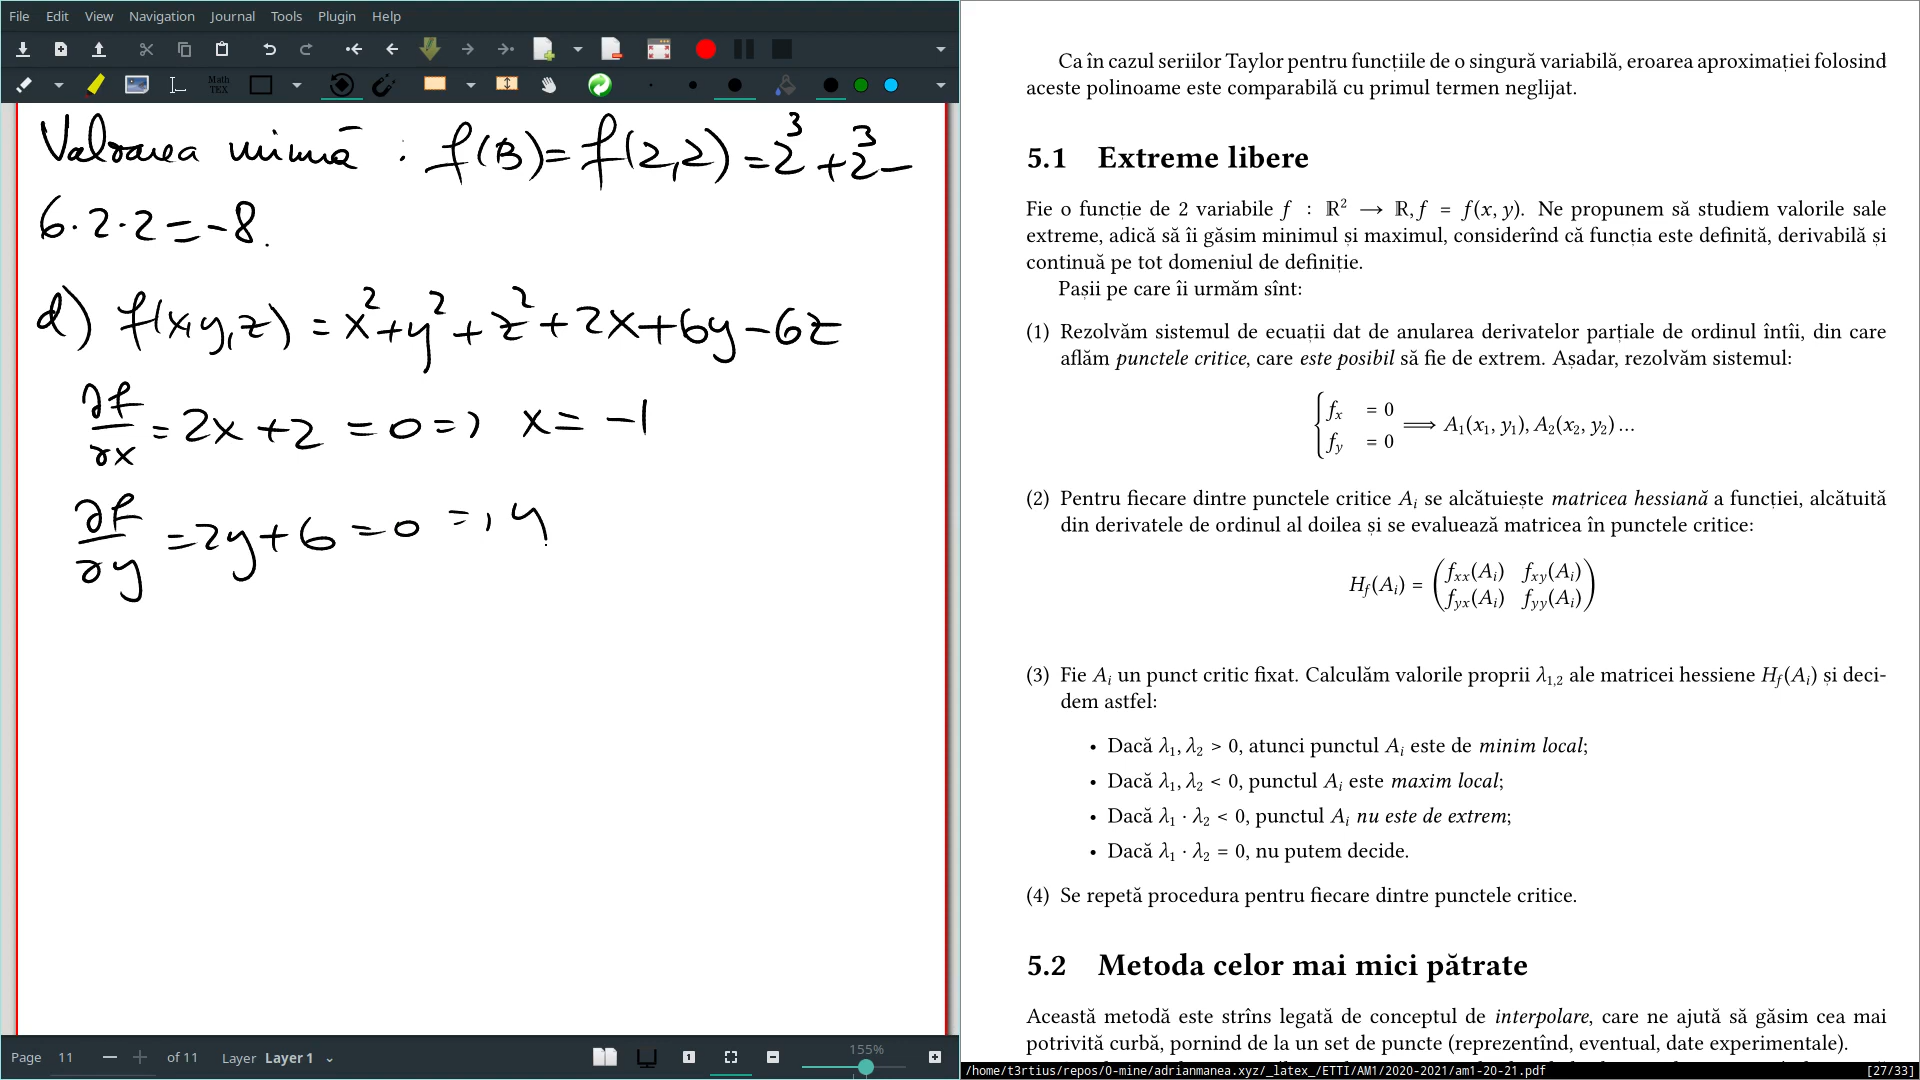 File Edit View Navigation Journal Tools Plugin Help
Math
TEX
Valoarea minimă : f(B)= f(2,2) = 2³ + 2³ –
6·2·2 = -8.
d) f(x,y,z) = x² + y² + z² + 2x + 6y - 6z
∂f/∂x = 2x + 2 = 0 => x = -1
∂f/∂y = 2y + 6 = 0 => y
Page 11 of 11 Layer Layer 1 1 155%
Ca în cazul seriilor Taylor pentru funcțiile de o singură variabilă, eroarea aproximației folosind
aceste polinoame este comparabilă cu primul termen neglijat.
5.1 Extreme libere
Fie o funcție de 2 variabile f : ℝ² → ℝ, f = f(x, y). Ne propunem să studiem valorile sale
extreme, adică să îi găsim minimul și maximul, considerînd că funcția este definită, derivabilă și
continuă pe tot domeniul de definiție.
Pașii pe care îi urmăm sînt:
(1) Rezolvăm sistemul de ecuații dat de anularea derivatelor parțiale de ordinul întîi, din care
aflăm punctele critice, care este posibil să fie de extrem. Așadar, rezolvăm sistemul:
{ fₓ = 0
f_y = 0 ⟹ A₁(x₁, y₁), A₂(x₂, y₂) …
(2) Pentru fiecare dintre punctele critice Aᵢ se alcătuiește matricea hessiană a funcției, alcătuită
din derivatele de ordinul al doilea și se evaluează matricea în punctele critice:
H_f(Aᵢ) = ( f_xx(Aᵢ) f_xy(Aᵢ)
f_yx(Aᵢ) f_yy(Aᵢ) )
(3) Fie Aᵢ un punct critic fixat. Calculăm valorile proprii λ₁,₂ ale matricei hessiene H_f(Aᵢ) și deci-
dem astfel:
• Dacă λ₁, λ₂ > 0, atunci punctul Aᵢ este de minim local;
• Dacă λ₁, λ₂ < 0, punctul Aᵢ este maxim local;
• Dacă λ₁ · λ₂ < 0, punctul Aᵢ nu este de extrem;
• Dacă λ₁ · λ₂ = 0, nu putem decide.
(4) Se repetă procedura pentru fiecare dintre punctele critice.
5.2 Metoda celor mai mici pătrate
Această metodă este strîns legată de conceptul de interpolare, care ne ajută să găsim cea mai
potrivită curbă, pornind de la un set de puncte (reprezentînd, eventual, date experimentale).
/home/t3rtius/repos/0-mine/adrianmanea.xyz/_latex_/ETTI/AM1/2020-2021/am1-20-21.pdf [27/33]